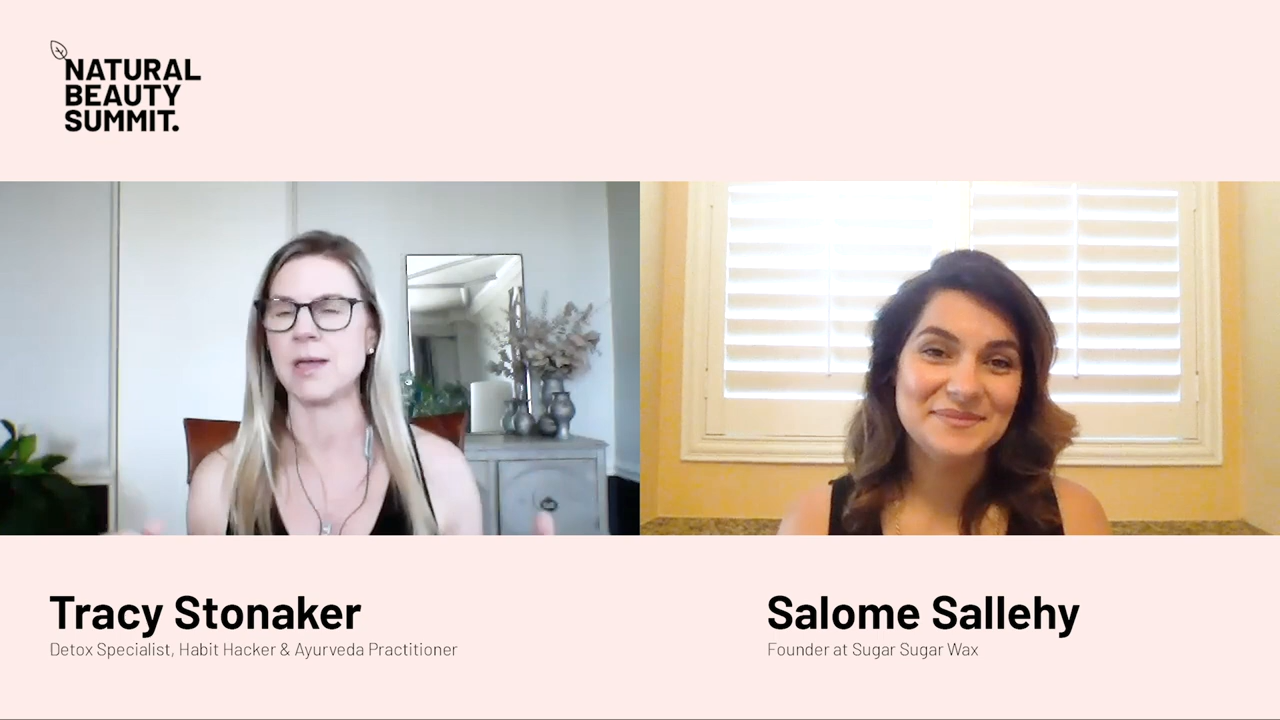 NATURAL
BEAUTY
SUMMIT.
Tracy Stonaker
Detox Specialist, Habit Hacker & Ayurveda Practitioner
Salome Sallehy
Founder at Sugar Sugar Wax